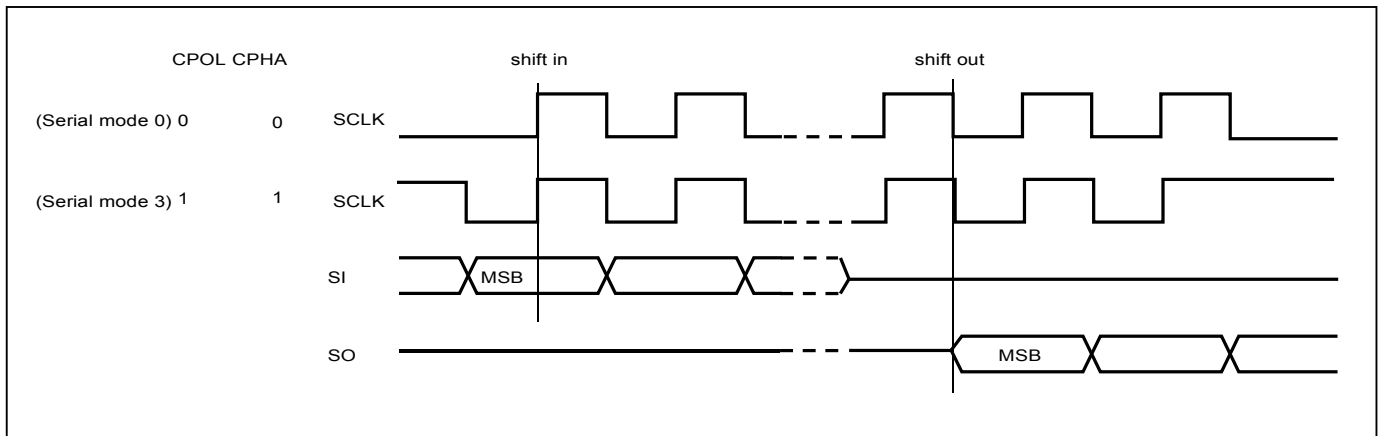 CPOL CPHA shift in shift out
(Serial mode 0) 0 0 SCLK
(Serial mode 3) 1 1 SCLK
SI MSB
SO MSB